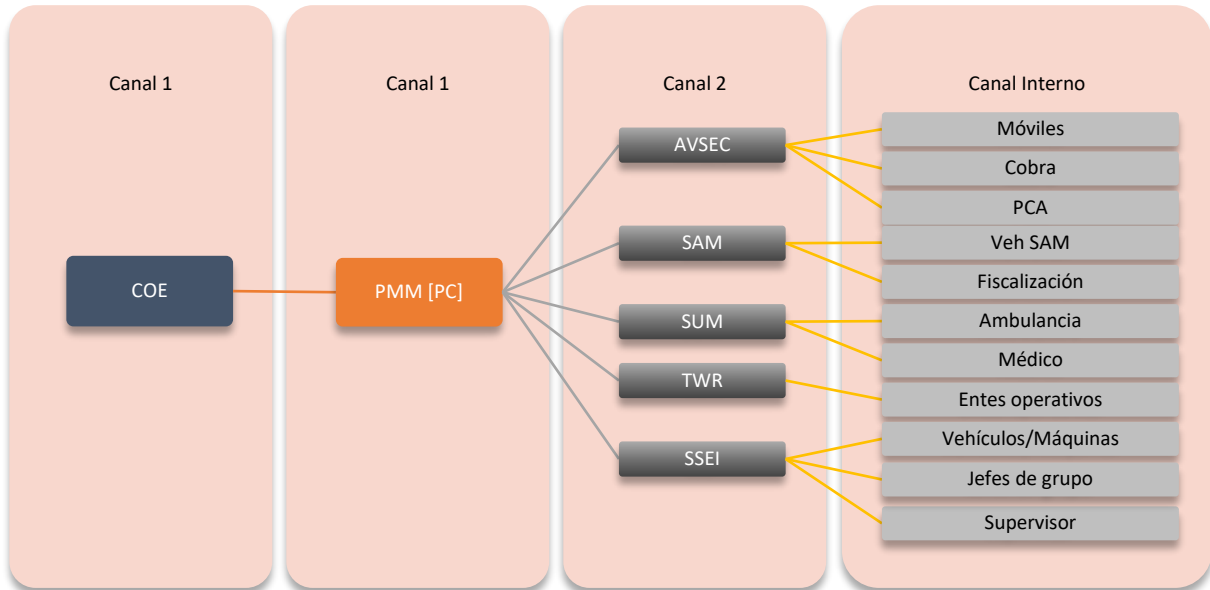 Canal 1
Canal 1
Canal 2
Canal Interno
COE
PMM [PC]
AVSEC
SAM
SUM
TWR
SSEI
Móviles
Cobra
PCA
Veh SAM
Fiscalización
Ambulancia
Médico
Entes operativos
Vehículos/Máquinas
Jefes de grupo
Supervisor